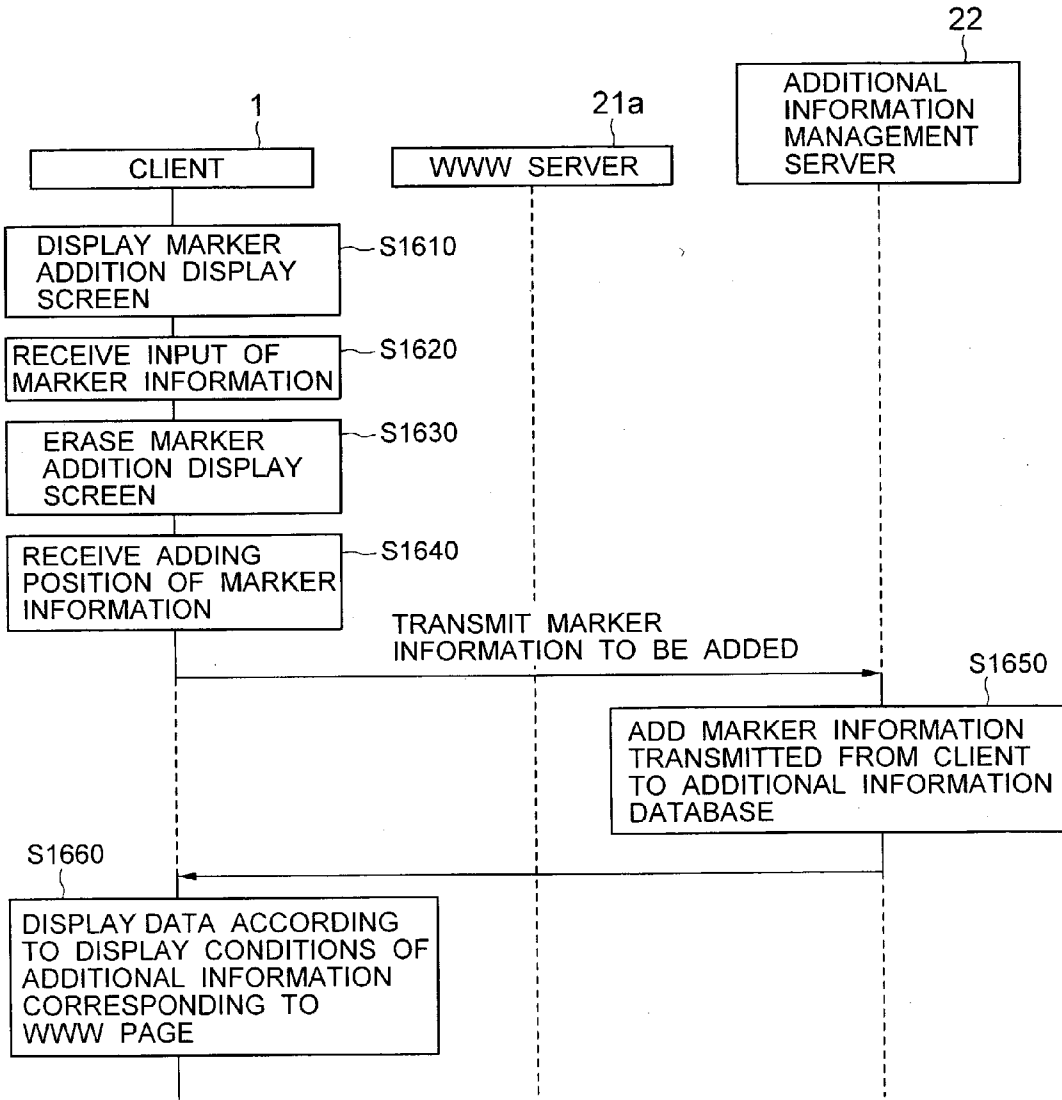 22
ADDITIONAL
INFORMATION
MANAGEMENT
SERVER
1
21a
CLIENT
WWW SERVER
DISPLAY MARKER
ADDITION DISPLAY
SCREEN
S1610
RECEIVE INPUT OF
MARKER INFORMATION
S1620
ERASE MARKER
ADDITION DISPLAY
SCREEN
S1630
RECEIVE ADDING
POSITION OF MARKER
INFORMATION
S1640
TRANSMIT MARKER
INFORMATION TO BE ADDED
S1650
ADD MARKER INFORMATION
TRANSMITTED FROM CLIENT
TO ADDITIONAL INFORMATION
DATABASE
S1660
DISPLAY DATA ACCORDING
TO DISPLAY CONDITIONS OF
ADDITIONAL INFORMATION
CORRESPONDING TO
WWW PAGE